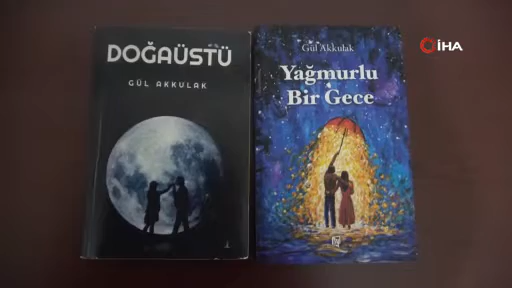 DOĞAÜSTÜ
GÜL AKKULAK
Gül Akkulak
Yağmurlu
Bir Gece
İHA